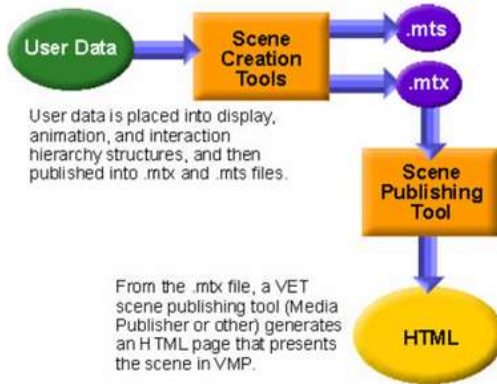 User Data
Scene
Creation
Tools
.mts
.mtx
User data is placed into display,
animation, and interaction
hierarchy structures, and then
published into .mtx and .mts files.
Scene
Publishing
Tool
From the .mtx file, a VET
scene publishing tool (Media
Publisher or other) generates
an HTML page that presents
the scene in VMP.
HTML